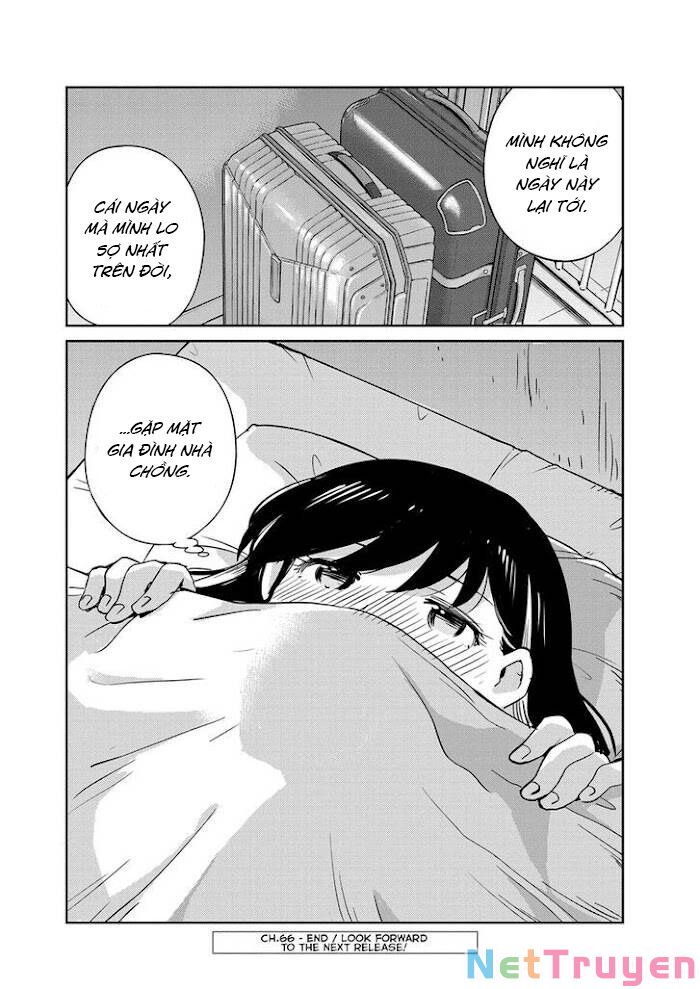 MÌNH KHÔNG
NGHĨ LÀ
NGÀY NÀY
LẠI TỚI.
CÁI NGÀY
MÀ MÌNH LO
SỢ NHẤT
TRÊN ĐỜI,
...GẶP MẶT
GIA ĐÌNH NHÀ
CHỒNG.
CH.66 - END / LOOK FORWARD
TO THE NEXT RELEASE!
NetTruyen